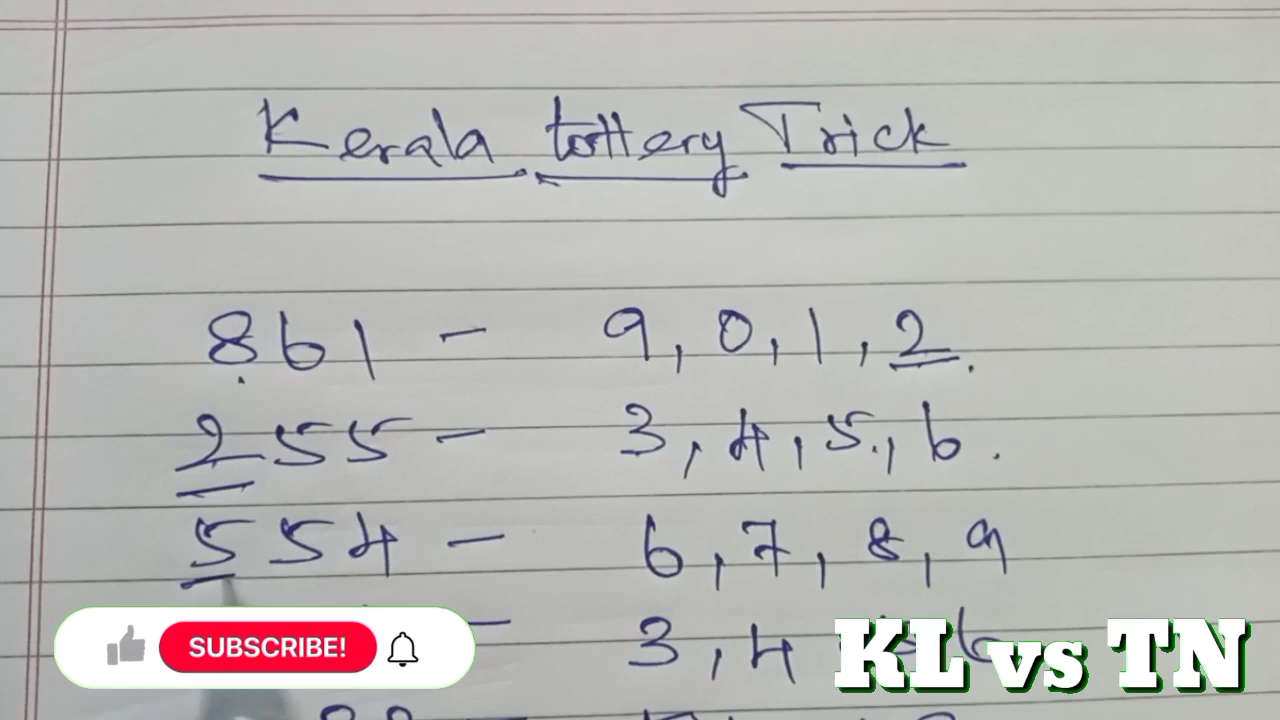 Kerala lottery Trick
861 - 9, 0, 1, 2.
255 - 3, 4, 5, 6.
554 - 6, 7, 8, 9
- 3, 4
SUBSCRIBE!
KL vs TN